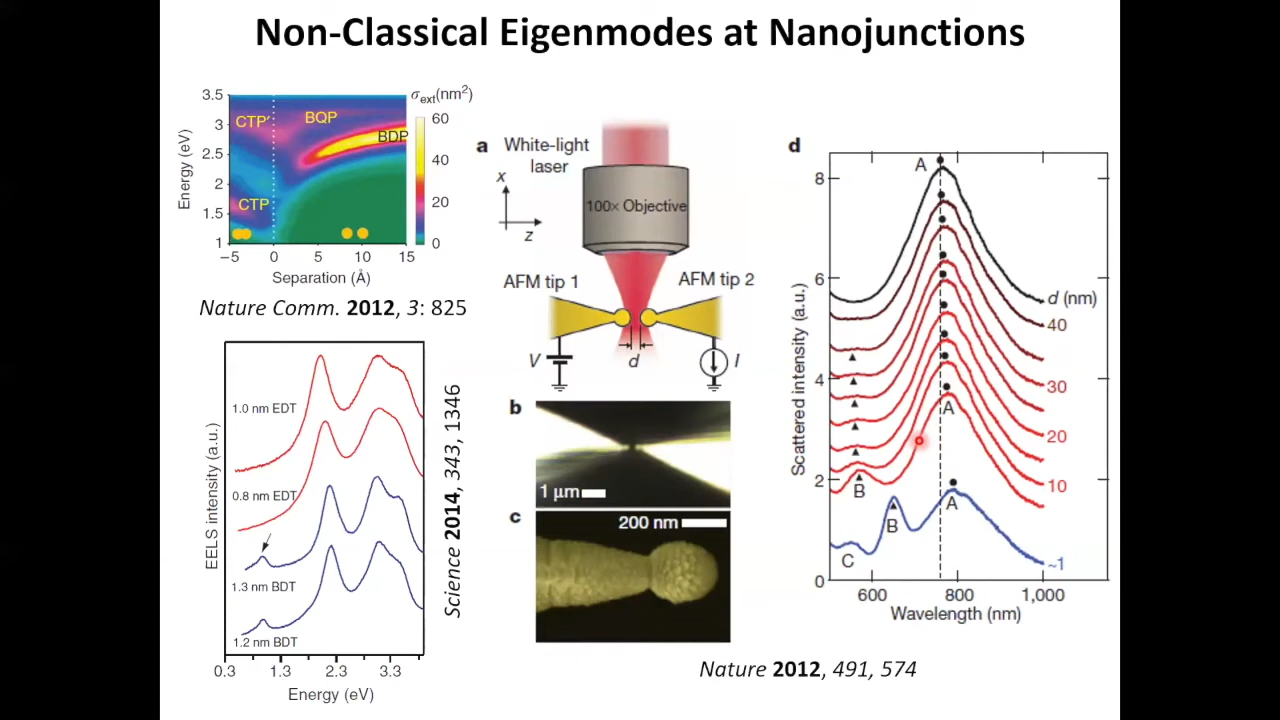 Non-Classical Eigenmodes at Nanojunctions
σext(nm²)
3.5
3
2.5
2
1.5
1
Energy (eV)
CTP′
BQP
BDP
CTP
60
40
20
0
−5
0
5
10
15
Separation (Å)
Nature Comm. 2012, 3: 825
EELS intensity (a.u.)
1.0 nm EDT
0.8 nm EDT
1.3 nm BDT
1.2 nm BDT
0.3
1.3
2.3
3.3
Energy (eV)
Science 2014, 343, 1346
a
White-light
laser
x
z
100× Objective
AFM tip 1
AFM tip 2
V
d
I
b
1 μm
c
200 nm
d
Scattered intensity (a.u.)
8
6
4
2
0
A
d (nm)
40
30
20
10
~1
A
B
A
B
C
600
800
1,000
Wavelength (nm)
Nature 2012, 491, 574